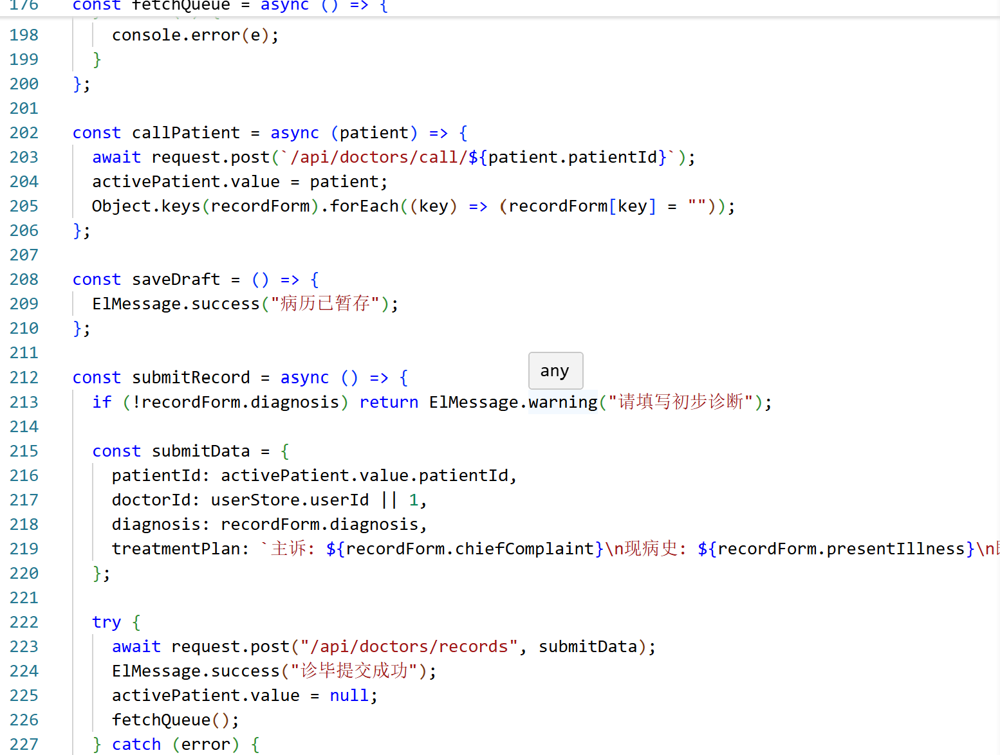 176 const fetchQueue = async () => {
198 console.error(e);
199 }
200 };
201
202 const callPatient = async (patient) => {
203 await request.post(`/api/doctors/call/${patient.patientId}`);
204 activePatient.value = patient;
205 Object.keys(recordForm).forEach((key) => (recordForm[key] = ""));
206 };
207
208 const saveDraft = () => {
209 ElMessage.success("病历已暂存");
210 };
211
any
212 const submitRecord = async () => {
213 if (!recordForm.diagnosis) return ElMessage.warning("请填写初步诊断");
214
215 const submitData = {
216 patientId: activePatient.value.patientId,
217 doctorId: userStore.userId || 1,
218 diagnosis: recordForm.diagnosis,
219 treatmentPlan: `主诉: ${recordForm.chiefComplaint}\n现病史: ${recordForm.presentIllness}\n
220 };
221
222 try {
223 await request.post("/api/doctors/records", submitData);
224 ElMessage.success("诊毕提交成功");
225 activePatient.value = null;
226 fetchQueue();
227 } catch (error) {